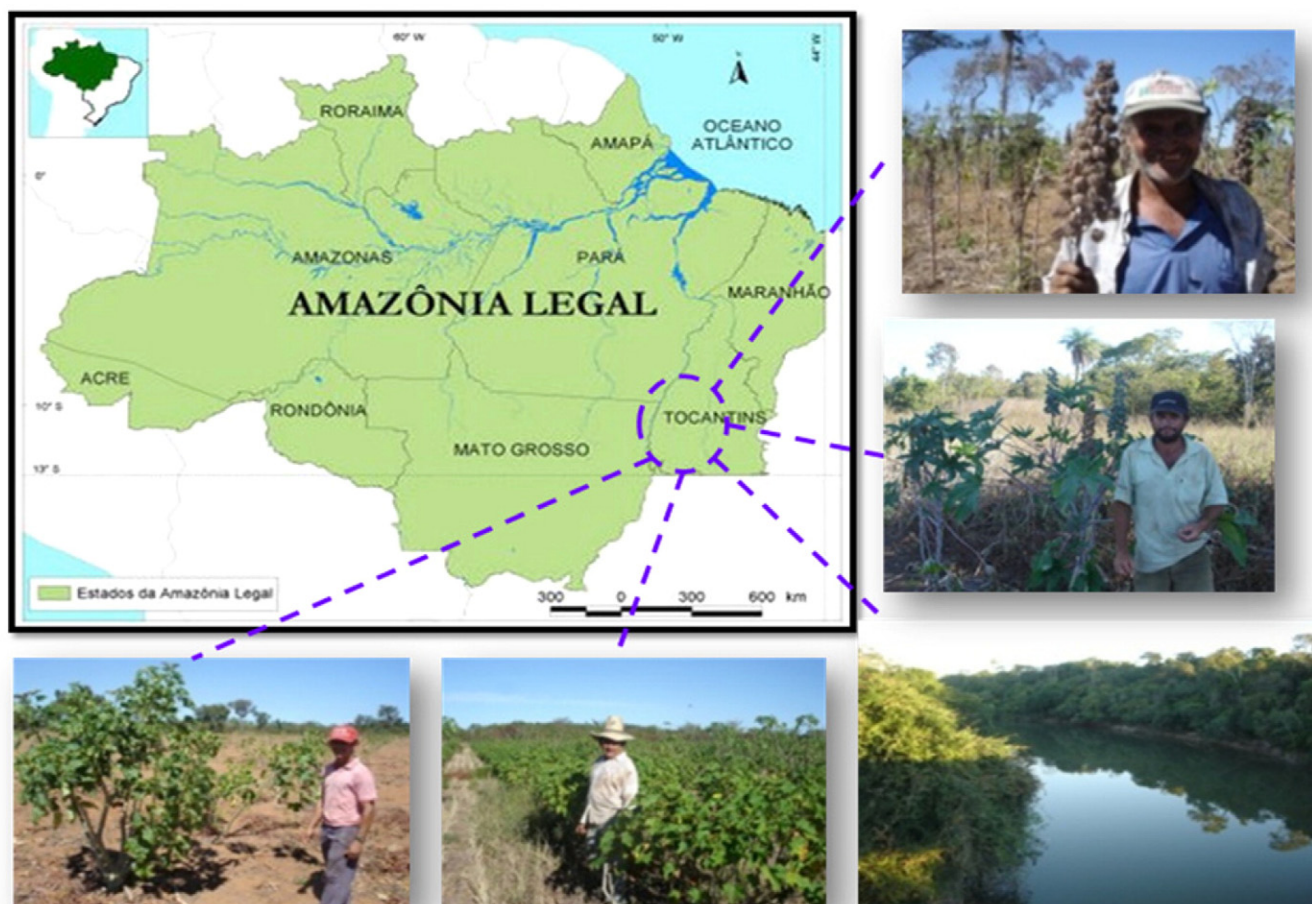 60° W
50° W
44° W
RORAIMA
AMAPÁ
OCEANO
ATLÂNTICO
0°
AMAZONAS
PARÁ
MARANHÃO
AMAZÔNIA LEGAL
ACRE
10° S
RONDÔNIA
TOCANTINS
MATO GROSSO
13° S
Estados da Amazônia Legal
300 0 300 600 km